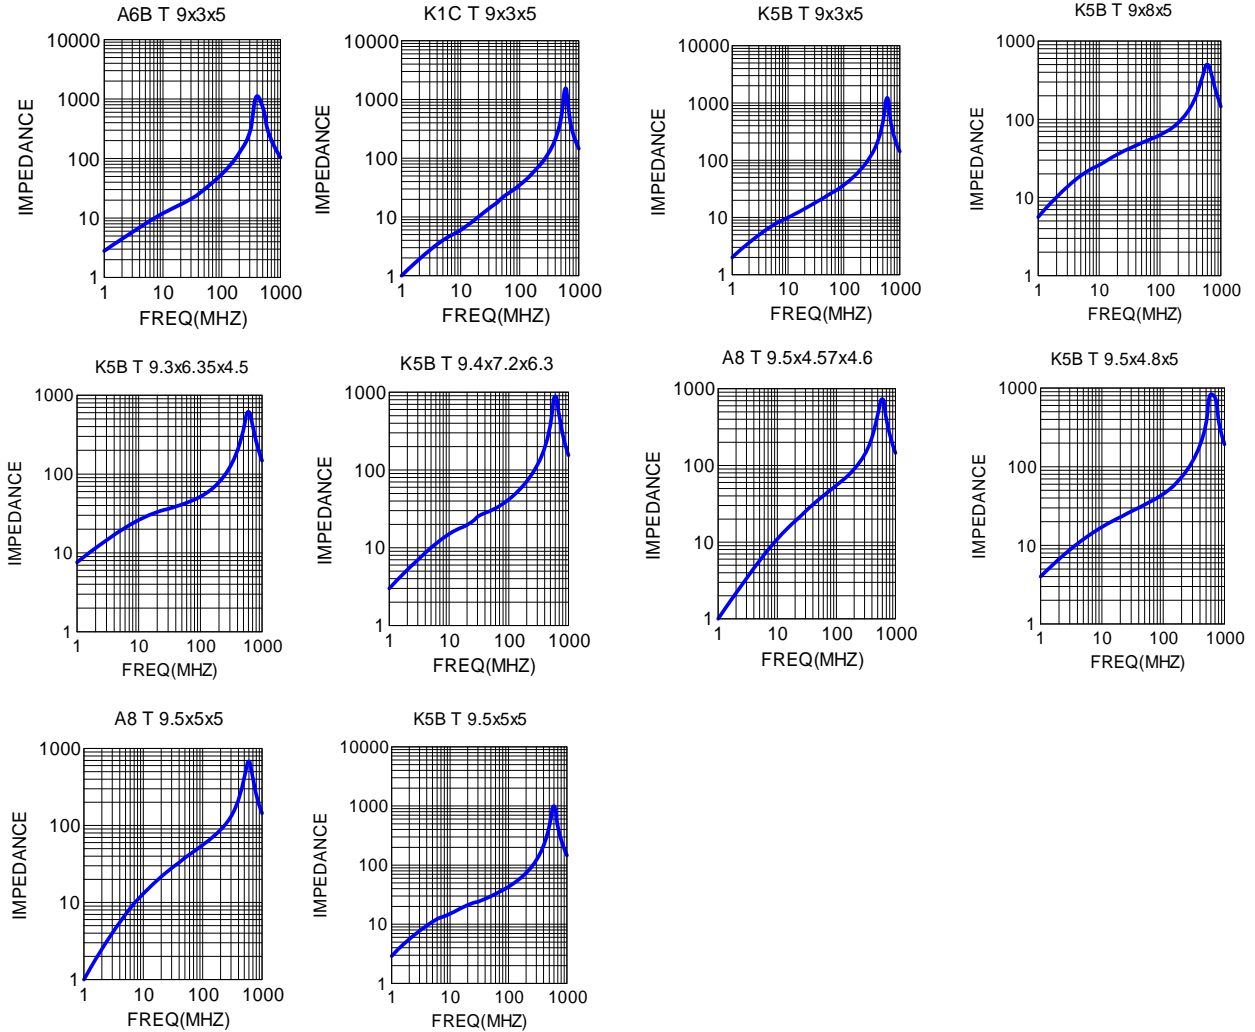 A6B T 9x3x5
10000
1000
100
10
1
1 10 100 1000
IMPEDANCE
FREQ(MHZ)
K1C T 9x3x5
10000
1000
100
10
1
1 10 100 1000
IMPEDANCE
FREQ(MHZ)
K5B T 9x3x5
10000
1000
100
10
1
1 10 100 1000
IMPEDANCE
FREQ(MHZ)
K5B T 9x8x5
1000
100
10
1
1 10 100 1000
IMPEDANCE
FREQ(MHZ)
K5B T 9.3x6.35x4.5
1000
100
10
1
1 10 100 1000
IMPEDANCE
FREQ(MHZ)
K5B T 9.4x7.2x6.3
1000
100
10
1
1 10 100 1000
IMPEDANCE
FREQ(MHZ)
A8 T 9.5x4.57x4.6
1000
100
10
1
1 10 100 1000
IMPEDANCE
FREQ(MHZ)
K5B T 9.5x4.8x5
1000
100
10
1
1 10 100 1000
IMPEDANCE
FREQ(MHZ)
A8 T 9.5x5x5
1000
100
10
1
1 10 100 1000
IMPEDANCE
FREQ(MHZ)
K5B T 9.5x5x5
10000
1000
100
10
1
1 10 100 1000
IMPEDANCE
FREQ(MHZ)